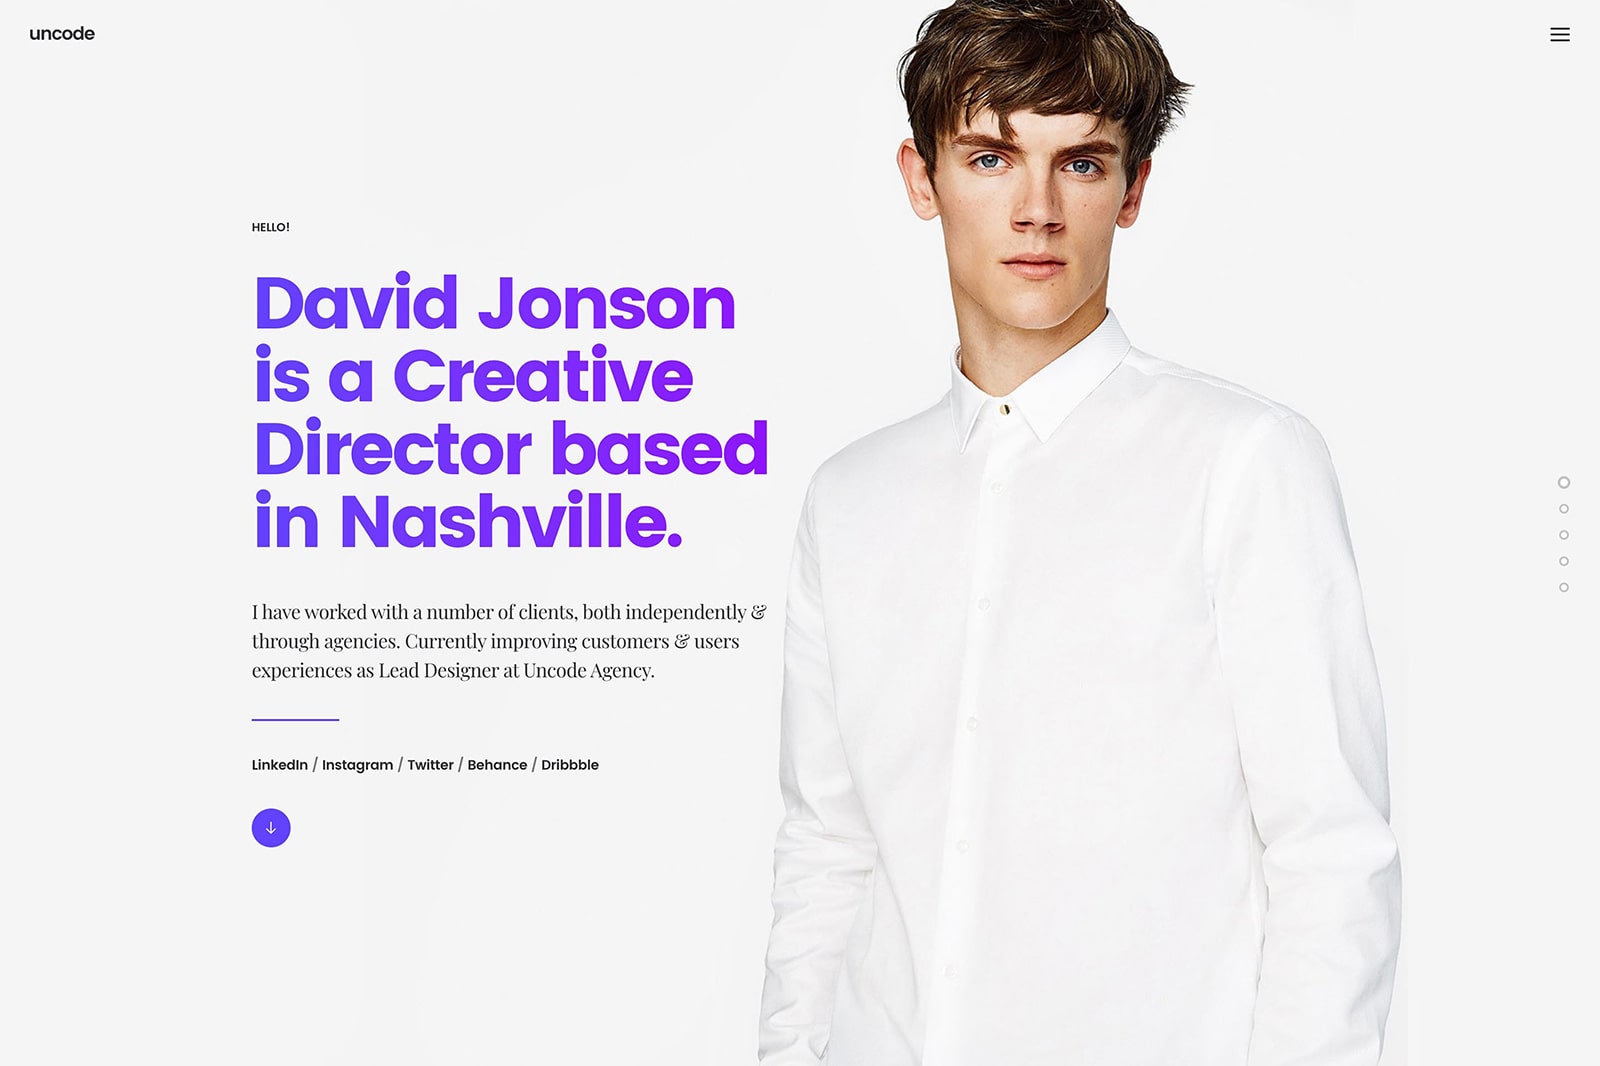 uncode
HELLO!
David Jonson
is a Creative
Director based
in Nashville.
I have worked with a number of clients, both independently &
through agencies. Currently improving customers & users
experiences as Lead Designer at Uncode Agency.
LinkedIn / Instagram / Twitter / Behance / Dribbble